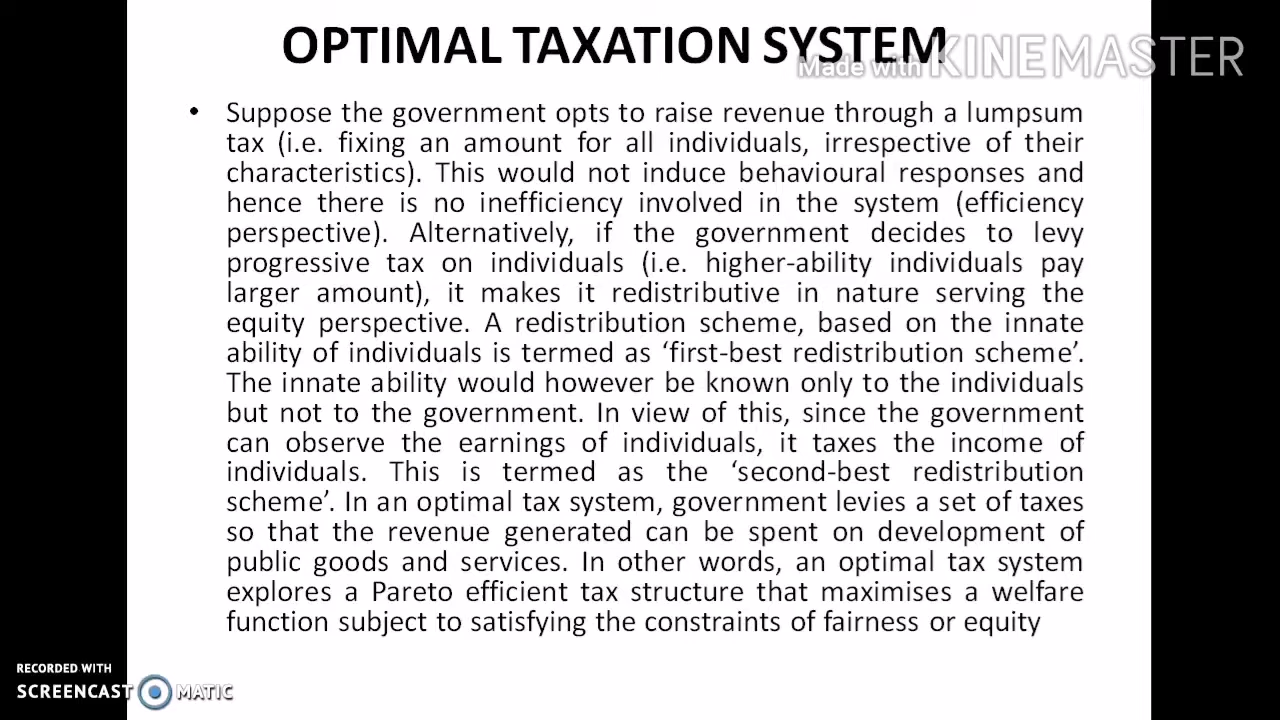 OPTIMAL TAXATION SYSTEM
Made with KINEMASTER
• Suppose the government opts to raise revenue through a lumpsum
tax (i.e. fixing an amount for all individuals, irrespective of their
characteristics). This would not induce behavioural responses and
hence there is no inefficiency involved in the system (efficiency
perspective). Alternatively, if the government decides to levy
progressive tax on individuals (i.e. higher-ability individuals pay
larger amount), it makes it redistributive in nature serving the
equity perspective. A redistribution scheme, based on the innate
ability of individuals is termed as ‘first-best redistribution scheme’.
The innate ability would however be known only to the individuals
but not to the government. In view of this, since the government
can observe the earnings of individuals, it taxes the income of
individuals. This is termed as the ‘second-best redistribution
scheme’. In an optimal tax system, government levies a set of taxes
so that the revenue generated can be spent on development of
public goods and services. In other words, an optimal tax system
explores a Pareto efficient tax structure that maximises a welfare
function subject to satisfying the constraints of fairness or equity
RECORDED WITH
SCREENCAST MATIC